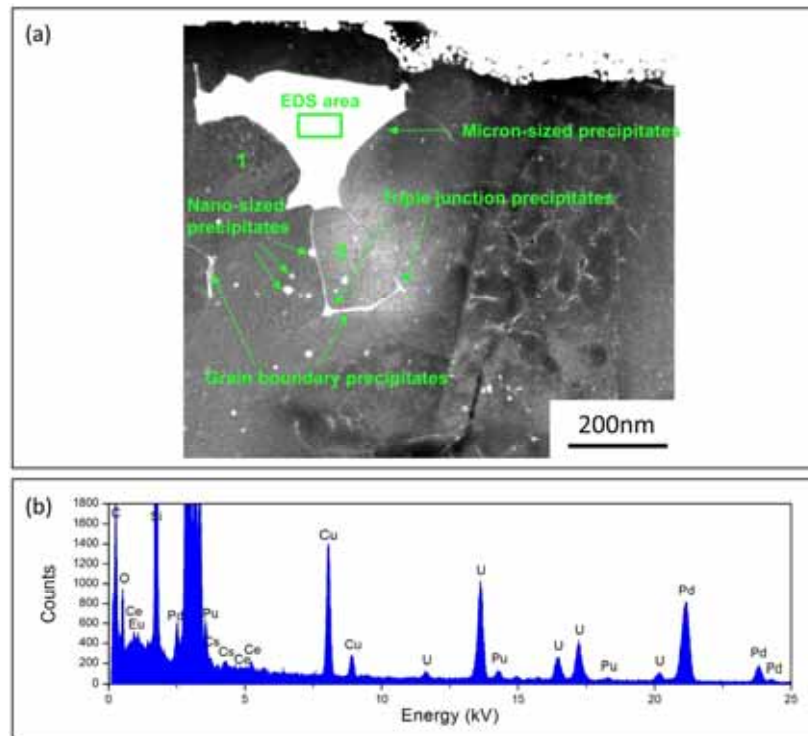 (a)
EDS area
Micron-sized precipitates
1
Nano-sized
precipitates
Triple junction precipitates
Grain boundary precipitates
200nm
(b)
1800
1600
1400
1200
1000
800
600
400
200
0
Counts
C
O
Ce
Eu
Si
Pd
Pu
Cs
Cs
Ce
Ce
Cu
Cu
U
U
Pu
U
U
Pu
U
Pd
Pd
Pd
0
5
10
15
20
25
Energy (kV)